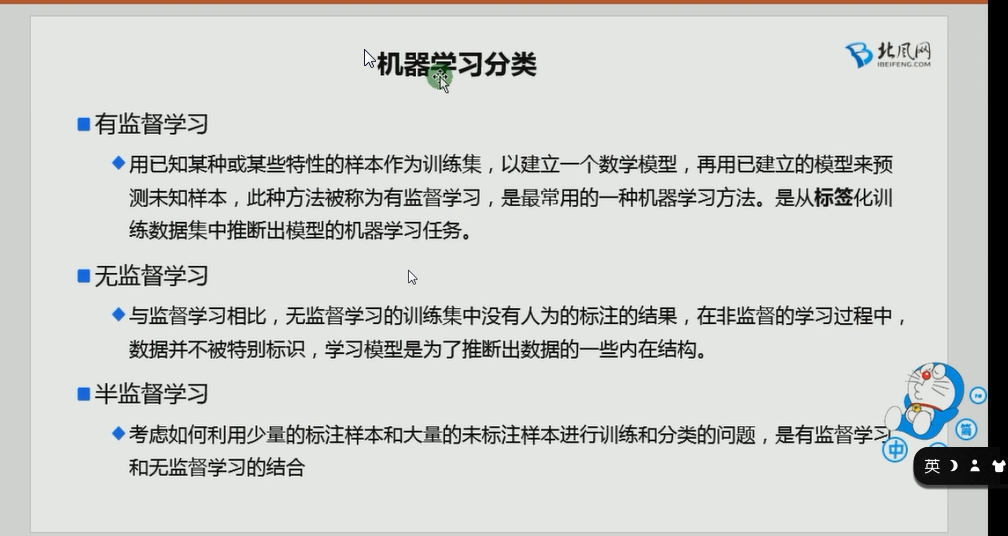 机器学习分类
北风网
IBEIFENG.COM
有监督学习
用已知某种或某些特性的样本作为训练集，以建立一个数学模型，再用已建立的模型来预
测未知样本，此种方法被称为有监督学习，是最常用的一种机器学习方法。是从标签化训
练数据集中推断出模型的机器学习任务。
无监督学习
与监督学习相比，无监督学习的训练集中没有人为的标注的结果，在非监督的学习过程中，
数据并不被特别标识，学习模型是为了推断出数据的一些内在结构。
半监督学习
考虑如何利用少量的标注样本和大量的未标注样本进行训练和分类的问题，是有监督学习
和无监督学习的结合
简
中
英